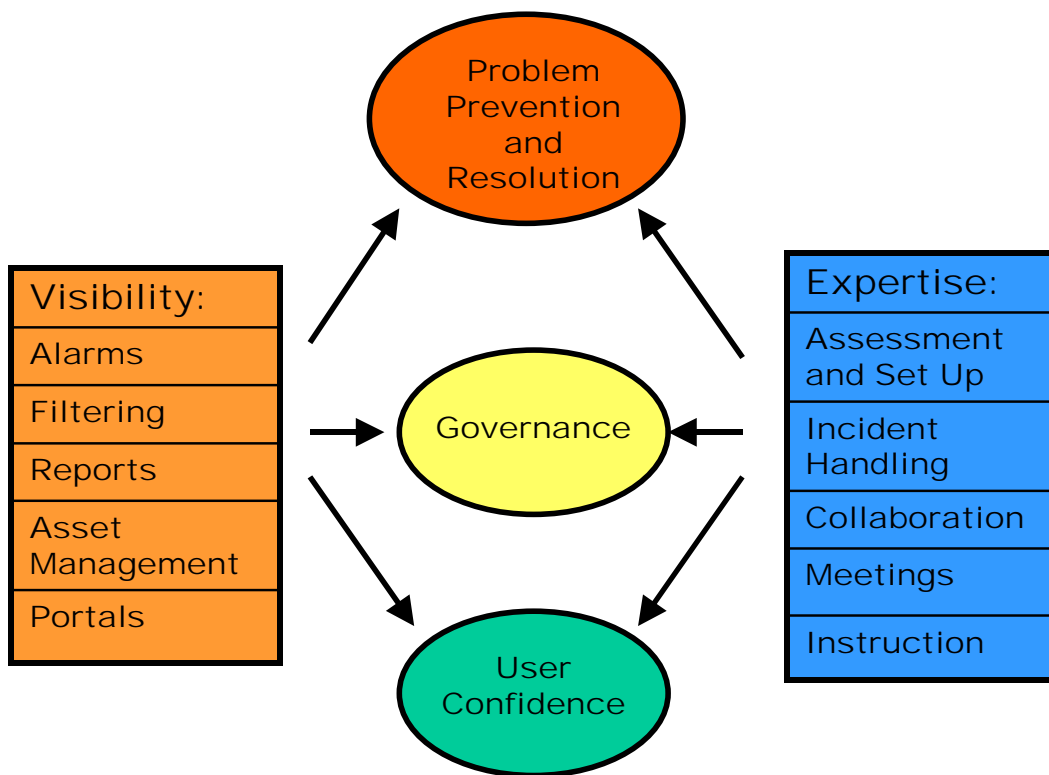 Problem
Prevention
and
Resolution
Visibility:
Alarms
Filtering
Reports
Asset
Management
Portals
Governance
Expertise:
Assessment
and Set Up
Incident
Handling
Collaboration
Meetings
Instruction
User
Confidence